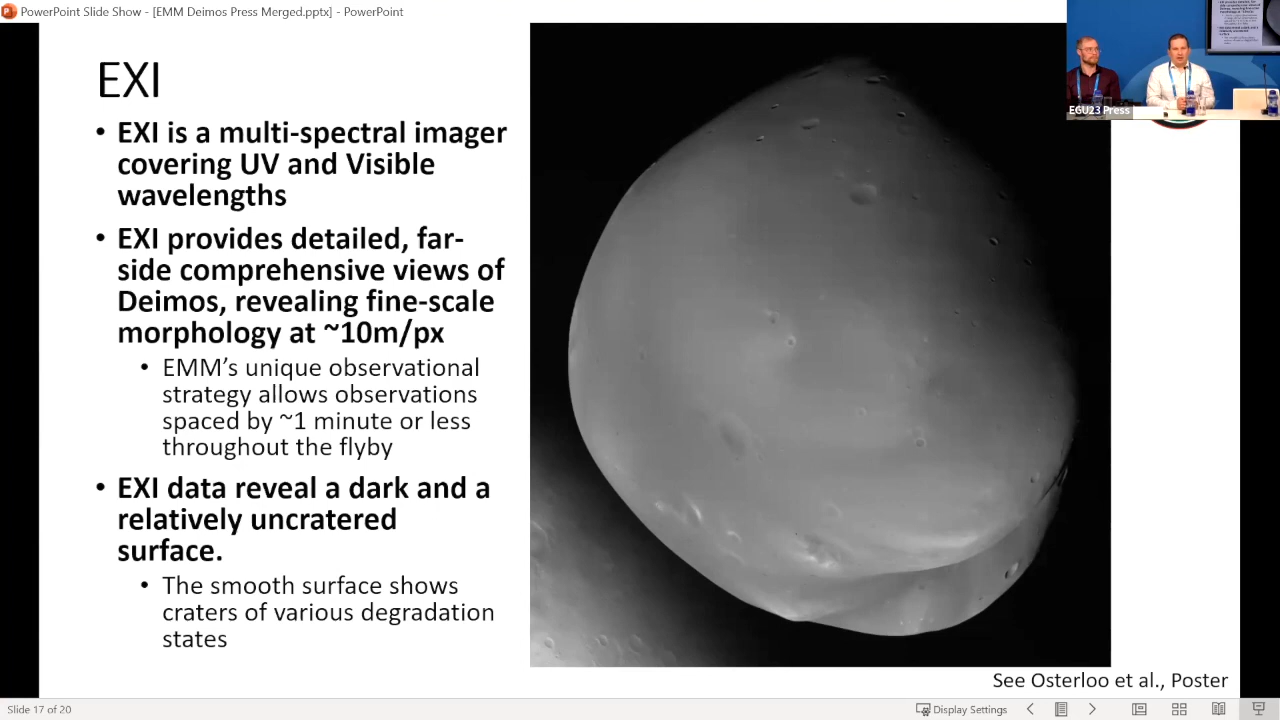 PowerPoint Slide Show - [EMM Deimos Press Merged.pptx] - PowerPoint
EGU23 Press
EXI
• EXI is a multi-spectral imager
covering UV and Visible
wavelengths
• EXI provides detailed, far-
side comprehensive views of
Deimos, revealing fine-scale
morphology at ~10m/px
• EMM’s unique observational
strategy allows observations
spaced by ~1 minute or less
throughout the flyby
• EXI data reveal a dark and a
relatively uncratered
surface.
• The smooth surface shows
craters of various degradation
states
See Osterloo et al., Poster
Slide 17 of 20
Display Settings